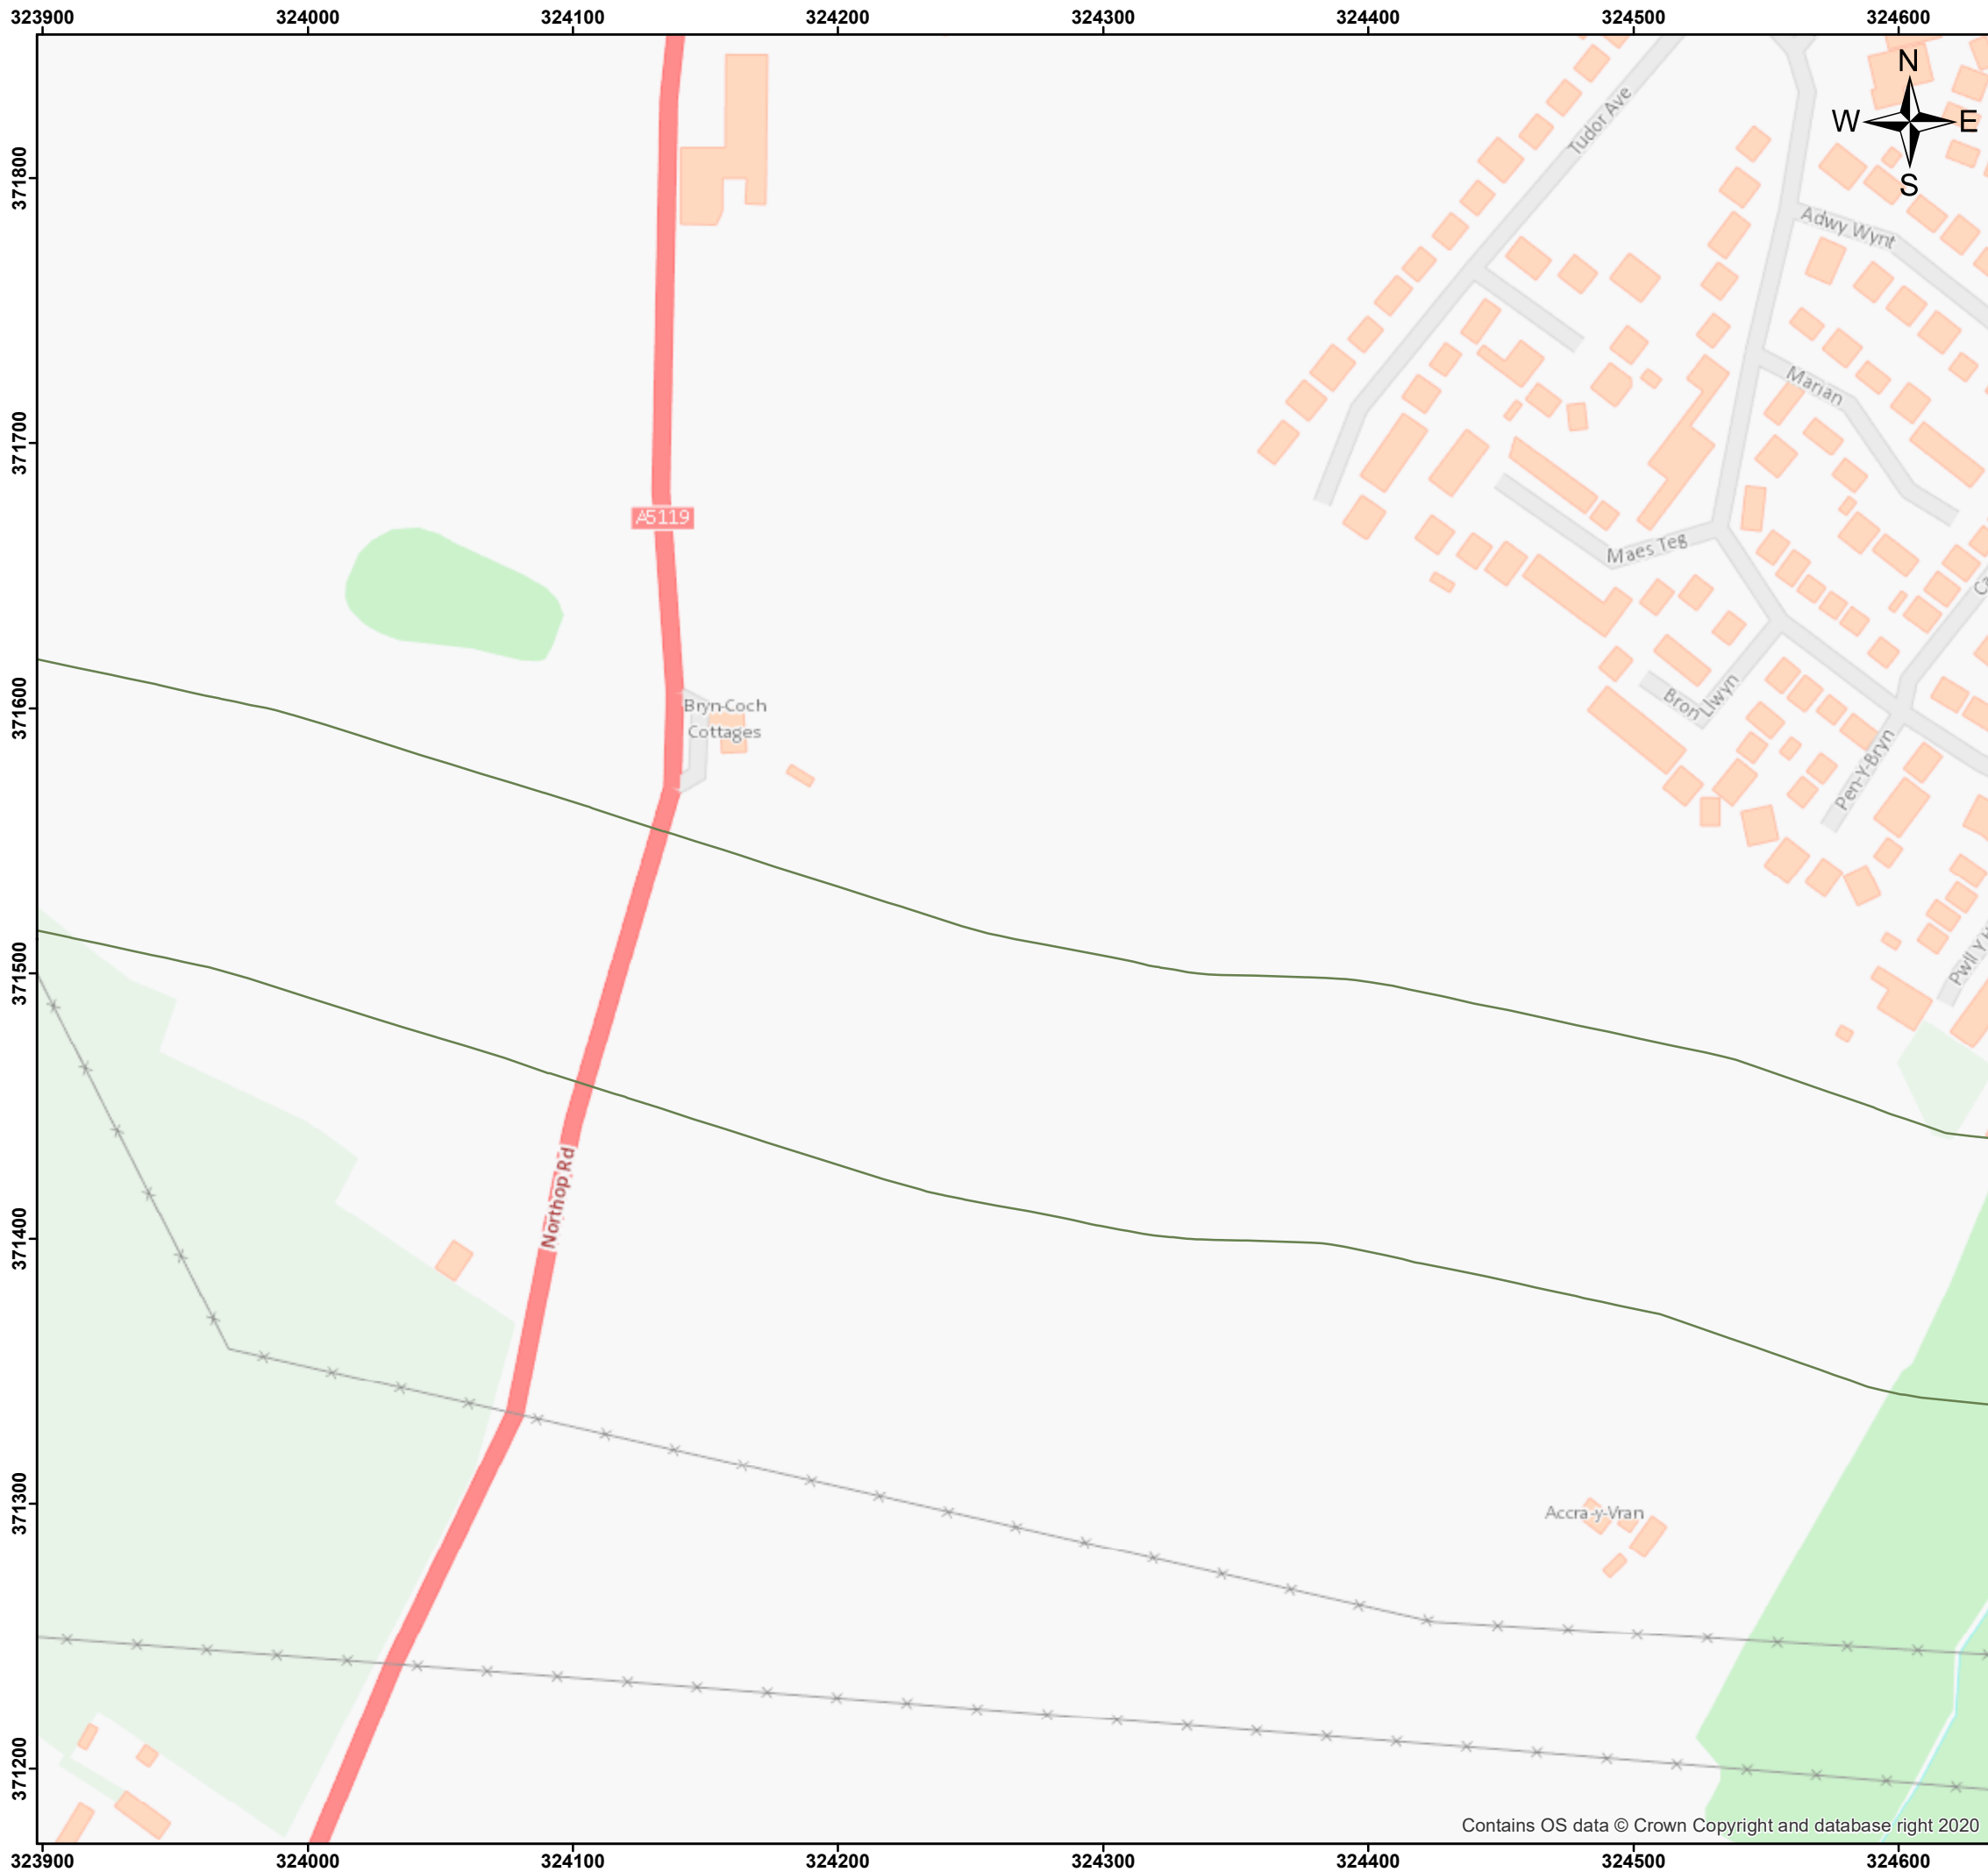 323900 324000 324100 324200 324300 324400 324500 324600
N
W E
S
371800
Tudor Ave
Adwy Wynt
Marian
371700
A5119
Maes Teg
371600
Bryn-Coch
Cottages
Bron Llwyn
Pen-Y-Bryn
371500
Pwll Y
371400
Northop Rd
371300
Accra-y-Vran
371200
Contains OS data © Crown Copyright and database right 2020
323900 324000 324100 324200 324300 324400 324500 324600